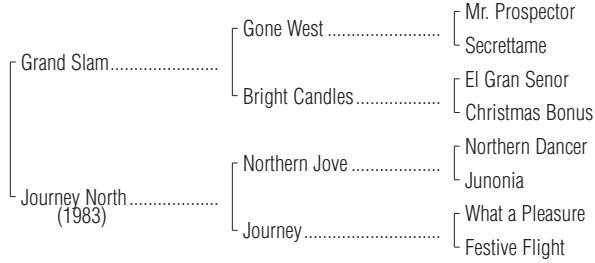 Mr. Prospector
Gone West
Secrettame
Grand Slam
El Gran Senor
Bright Candles
Christmas Bonus
Northern Dancer
Northern Jove
Junonia
Journey North
(1983)
What a Pleasure
Journey
Festive Flight